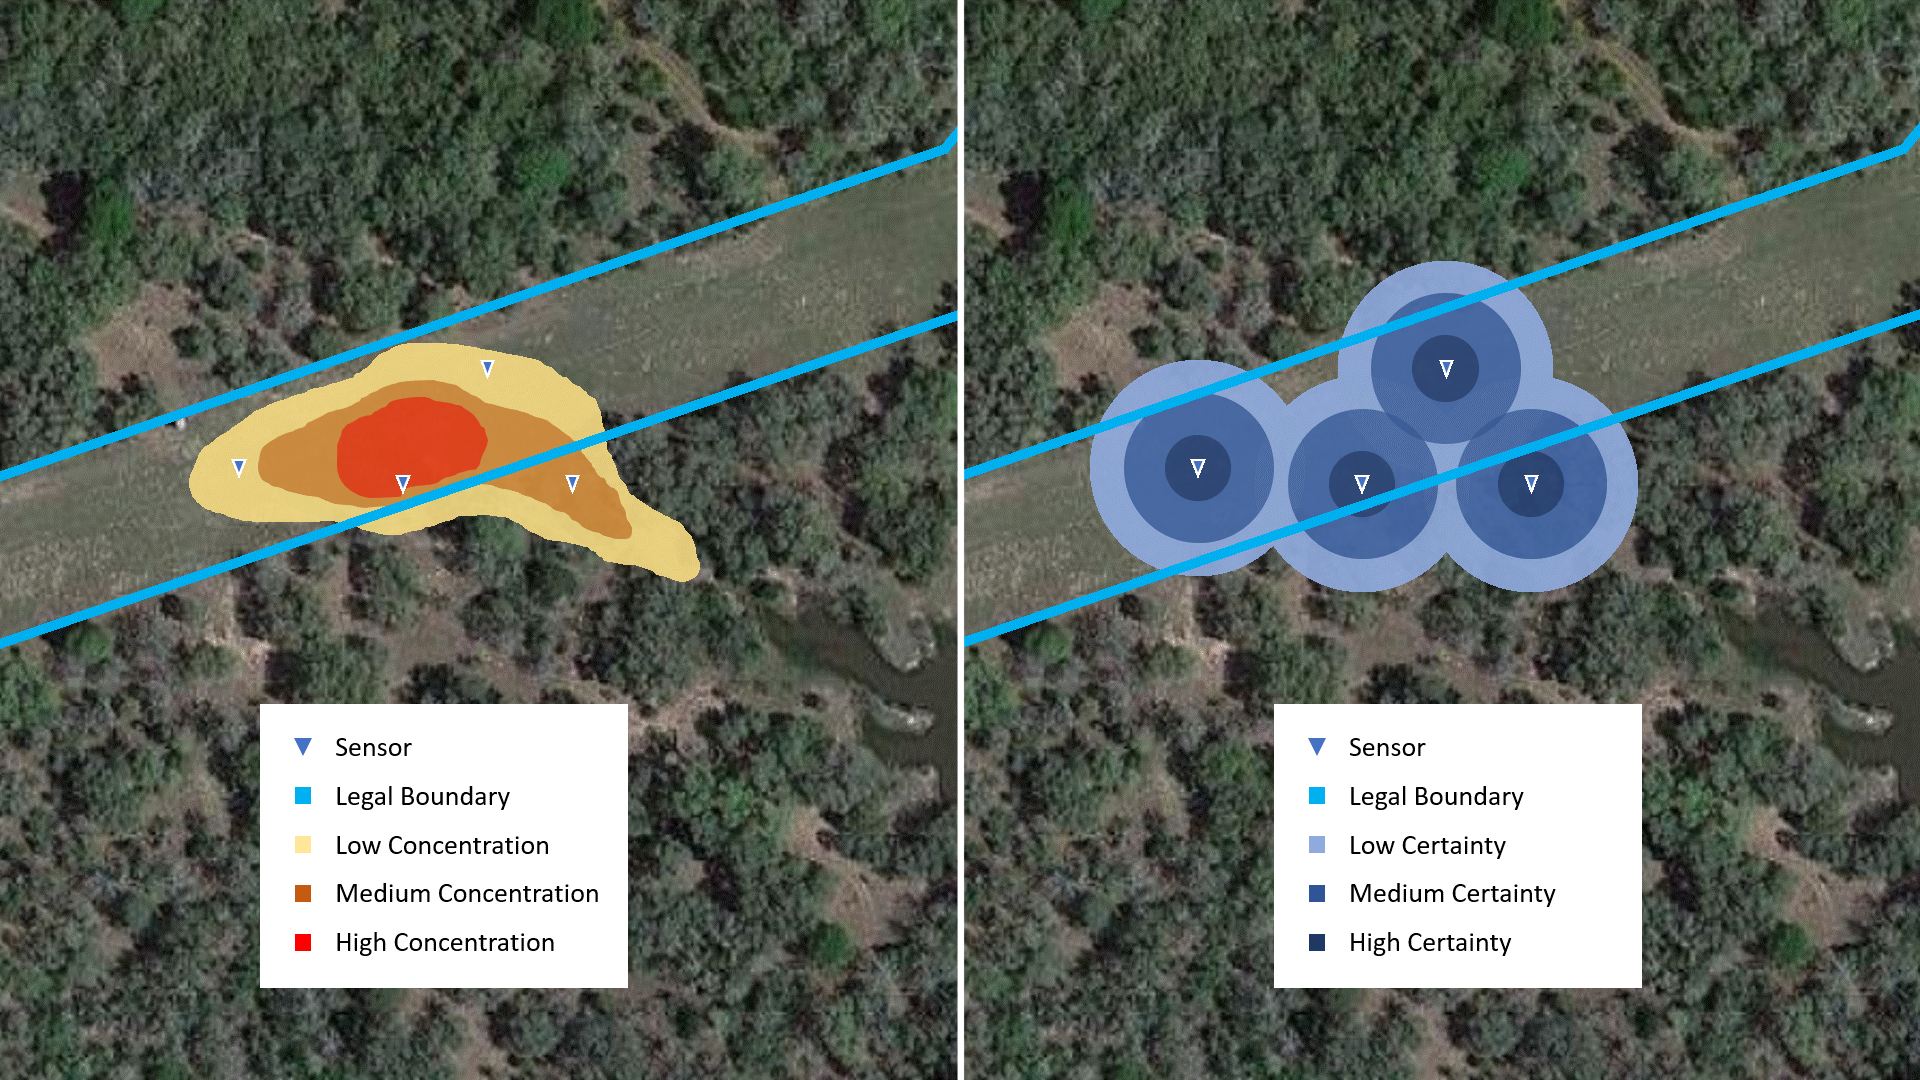 Sensor
Legal Boundary
Low Concentration
Medium Concentration
High Concentration
Sensor
Legal Boundary
Low Certainty
Medium Certainty
High Certainty